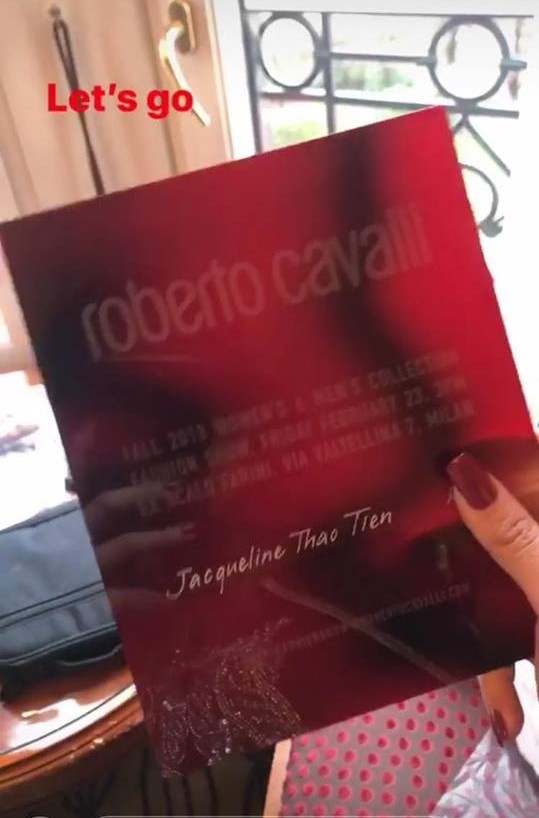 Let's go
roberto cavalli
FALL 2018 WOMEN'S & MEN'S COLLECTION
FASHION SHOW, FRIDAY FEBRUARY 23, 3PM
EX SCALO FARINI, VIA VALTELLINA 7, MILAN
Jacqueline Thao Tien